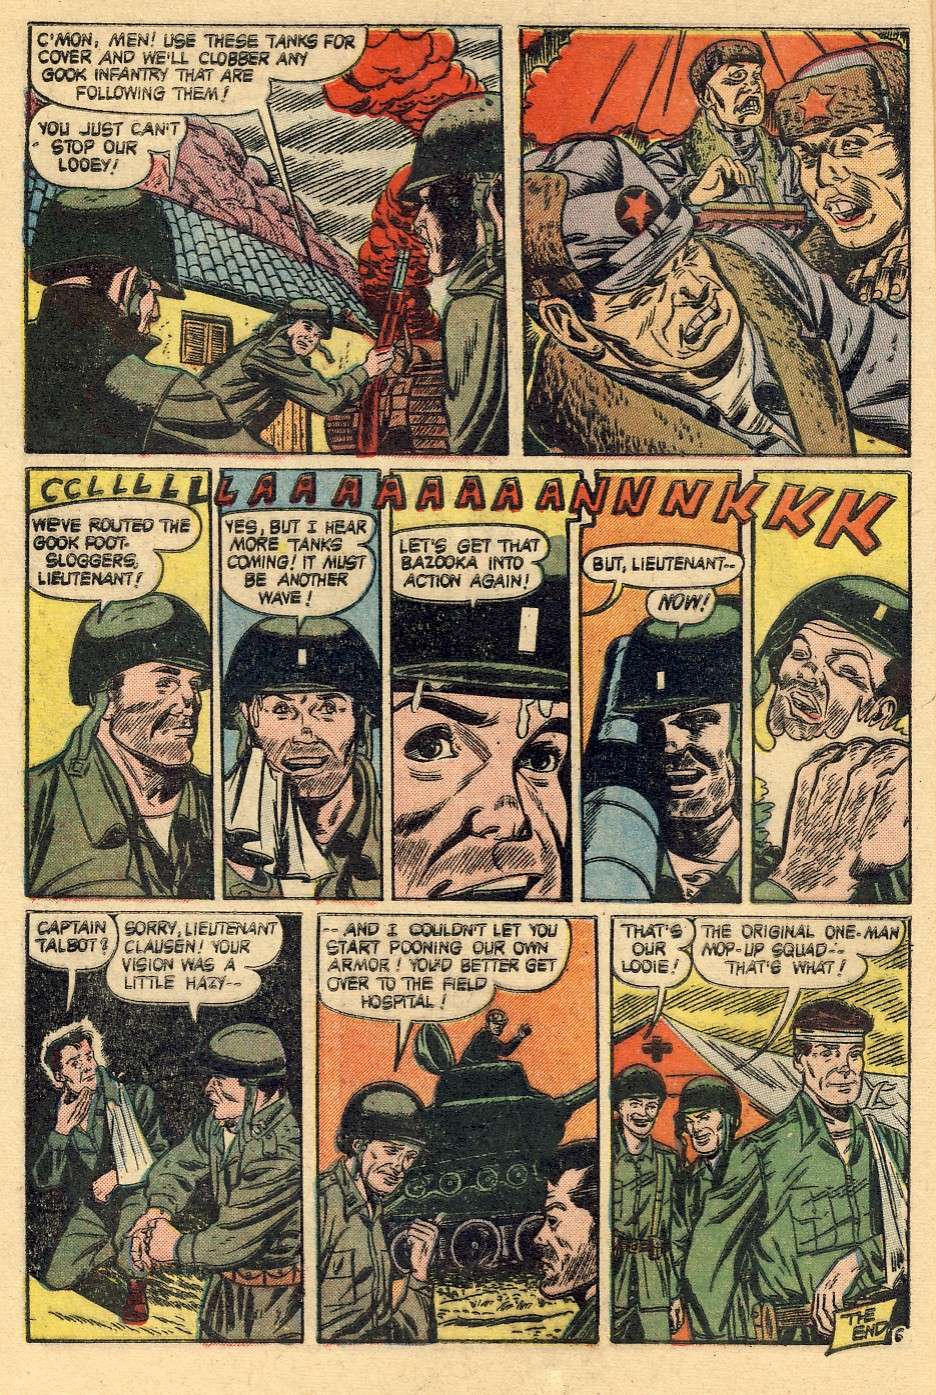 C'MON, MEN! USE THESE TANKS FOR
COVER AND WE'LL CLOBBER ANY
GOOK INFANTRY THAT ARE
FOLLOWING THEM!
YOU JUST CAN'T
STOP OUR
LOOEY!
CCLLLLLLAAAAAAAANNNNKKKK
WE'VE ROUTED THE
GOOK FOOT-
SLOGGERS,
LIEUTENANT!
YES, BUT I HEAR
MORE TANKS
COMING! IT MUST
BE ANOTHER
WAVE!
LET'S GET THAT
BAZOOKA INTO
ACTION AGAIN!
BUT, LIEUTENANT--
NOW!
CAPTAIN
TALBOT?
SORRY, LIEUTENANT
CLAUSEN! YOUR
VISION WAS A
LITTLE HAZY--
-- AND I COULDN'T LET YOU
START POONING OUR OWN
ARMOR! YOU'D BETTER GET
OVER TO THE FIELD
HOSPITAL!
THAT'S
OUR
LOOIE!
THE ORIGINAL ONE-MAN
MOP-UP SQUAD--
THAT'S WHAT!
THE
END
6